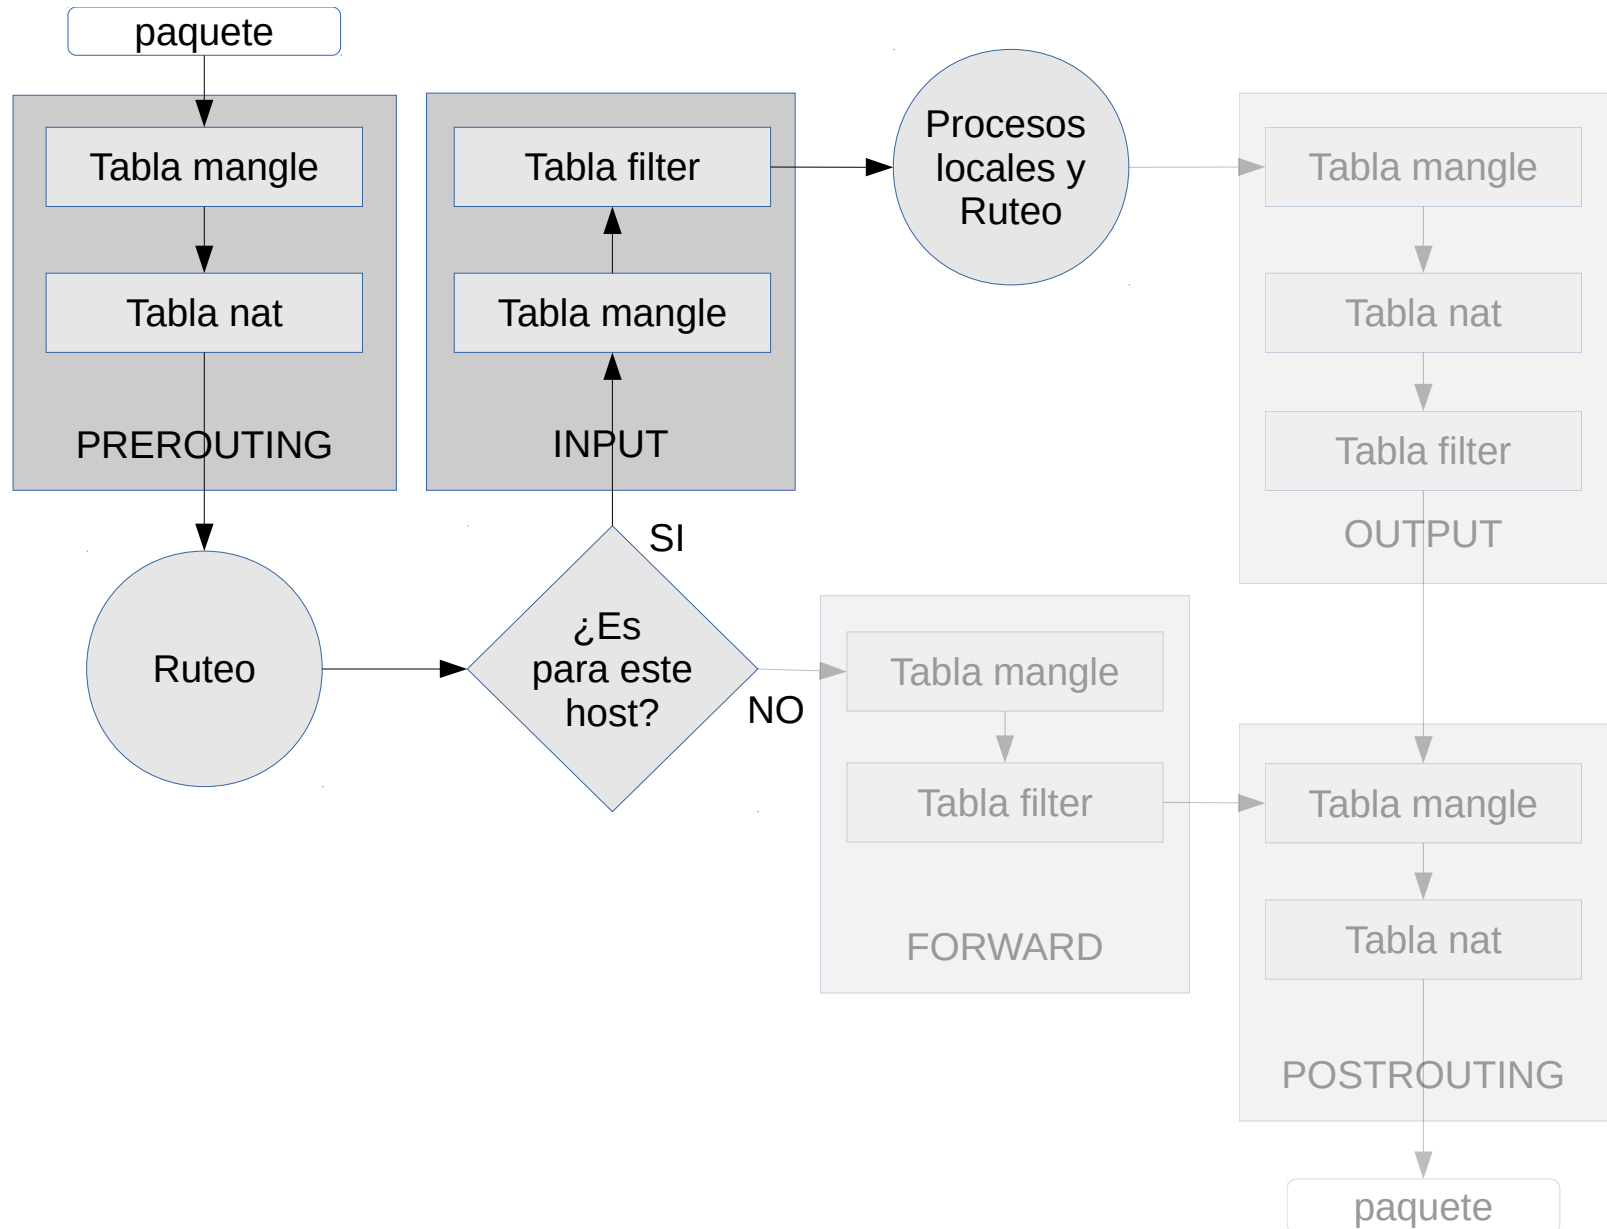 paquete
Tabla mangle
Tabla nat
PREROUTING
Ruteo
¿Es
para este
host?
SI
NO
Tabla filter
Tabla mangle
INPUT
Procesos
locales y
Ruteo
Tabla mangle
Tabla nat
Tabla filter
OUTPUT
Tabla mangle
Tabla filter
FORWARD
Tabla mangle
Tabla nat
POSTROUTING
paquete